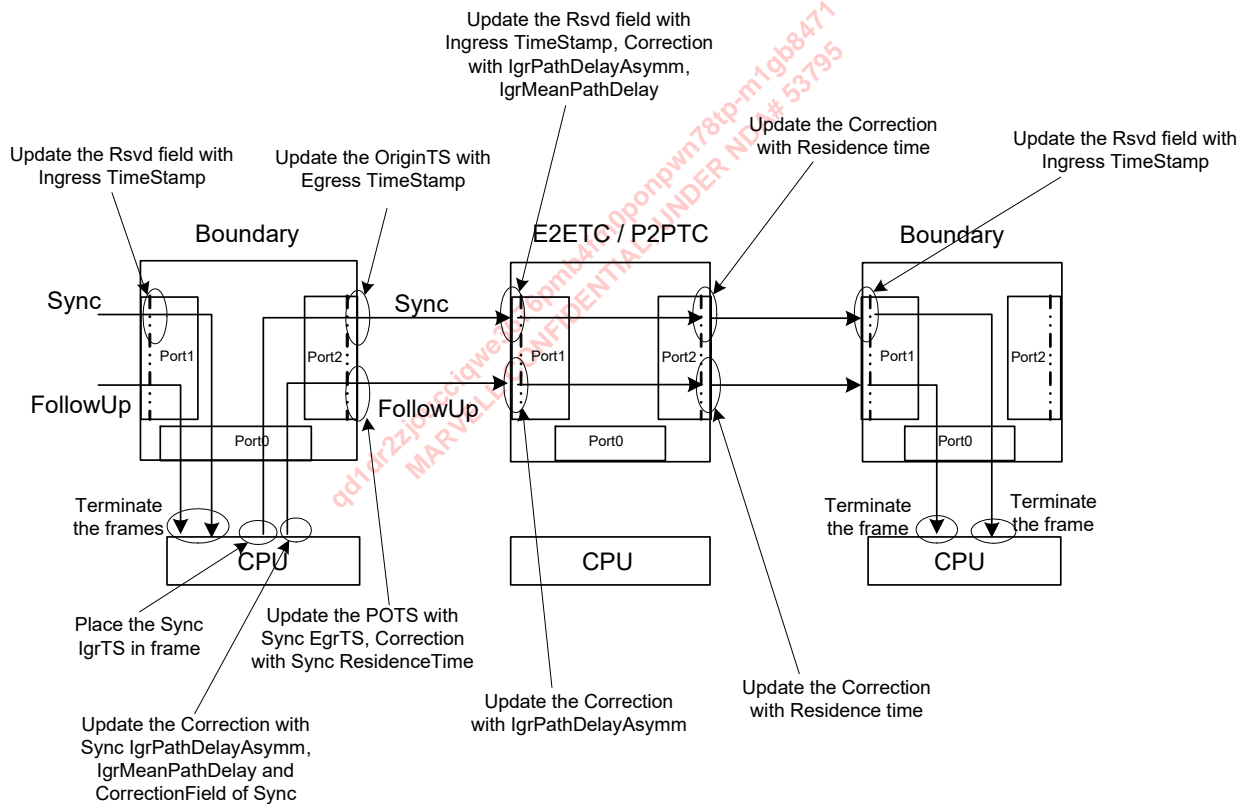 Update the Rsvd field with
Ingress TimeStamp, Correction
with IgrPathDelayAsymm,
IgrMeanPathDelay
Update the Correction
with Residence time
Update the Rsvd field with
Ingress TimeStamp
Update the OriginTS with
Egress TimeStamp
Update the Rsvd field with
Ingress TimeStamp
Boundary
E2ETC / P2PTC
Boundary
Sync
Sync
Port1
Port2
Port1
Port2
Port1
Port2
FollowUp
FollowUp
Port0
Port0
Port0
Terminate
the frames
Terminate
the frame
Terminate
the frame
CPU
CPU
CPU
Place the Sync
IgrTS in frame
Update the POTS with
Sync EgrTS, Correction
with Sync ResidenceTime
Update the Correction
with IgrPathDelayAsymm
Update the Correction
with Residence time
Update the Correction with
Sync IgrPathDelayAsymm,
IgrMeanPathDelay and
CorrectionField of Sync
MARVELL CONFIDENTIAL - UNDER NDA# 53795